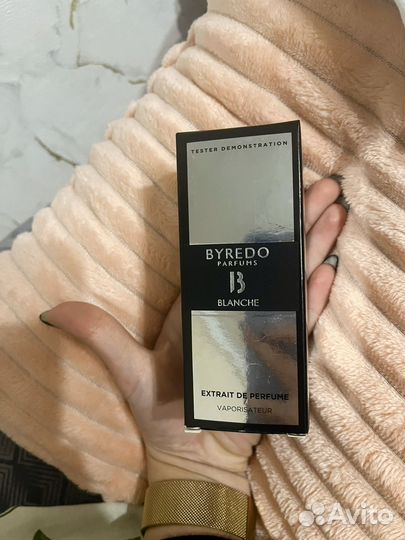 TESTER DEMONSTRATION
BYREDO
PARFUMS
B
BLANCHE
EXTRAIT DE PERFUME
VAPORISATEUR
Avito